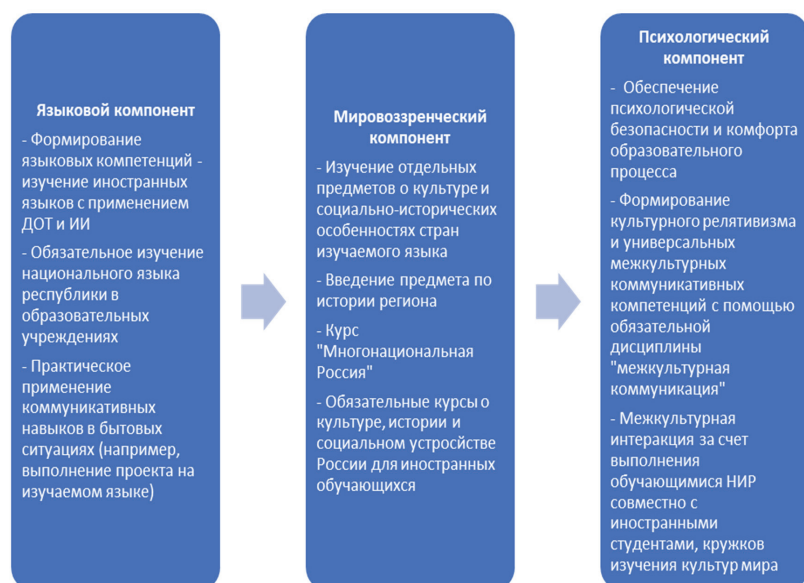 Языковой компонент
- Формирование
языковых компетенций -
изучение иностранных
языков с применением
ДОТ и ИИ
- Обязательное изучение
национального языка
республики в
образовательных
учреждениях
- Практическое
применение
коммуникативных
навыков в бытовых
ситуациях (например,
выполнение проекта на
изучаемом языке)
Мировоззренческий
компонент
- Изучение отдельных
предметов о культуре и
социально-исторических
особенностях стран
изучаемого языка
- Введение предмета по
истории региона
- Курс
"Многонациональная
Россия"
- Обязательные курсы о
культуре, истории и
социальном устросйстве
России для иностранных
обучающихся
Психологический
компонент
- Обеспечение
психологической
безопасности и комфорта
образовательного
процесса
- Формирование
культурного релятивизма
и универсальных
межкультурных
коммуникативных
компетенций с помощью
обязательной
дисциплины
"межкультурная
коммуникация"
- Межкультурная
интеракция за счет
выполнения
обучающимися НИР
совместно с
иностранными
студентами, кружков
изучения культур мира